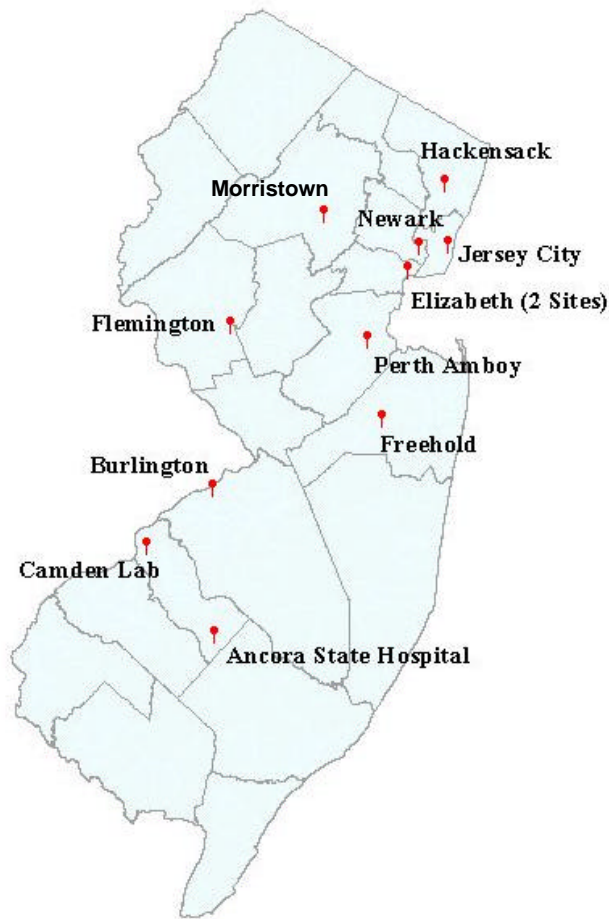 Hackensack
Morristown
Newark
Jersey City
Elizabeth (2 Sites)
Flemington
Perth Amboy
Freehold
Burlington
Camden Lab
Ancora State Hospital